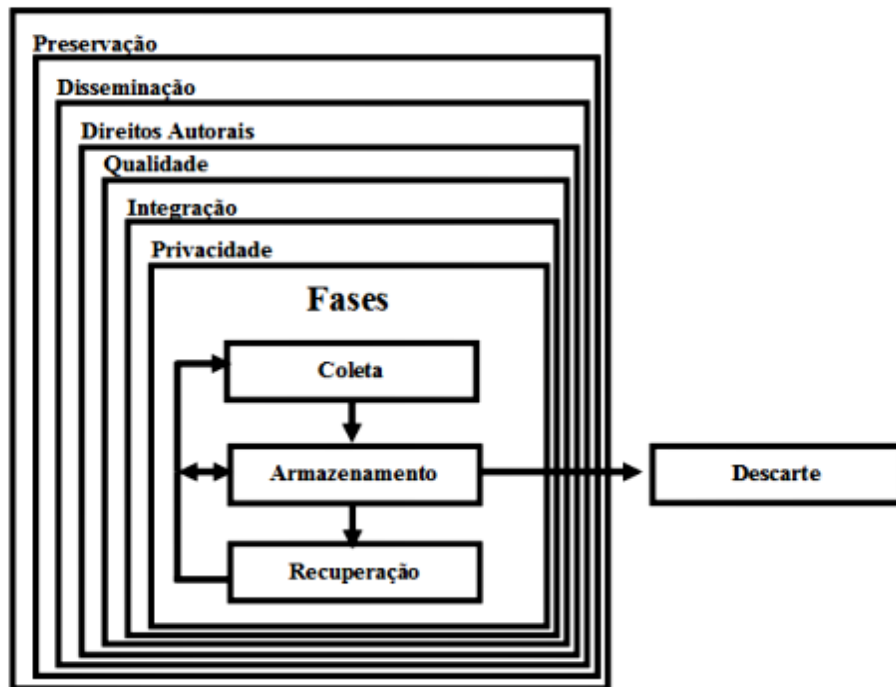 Preservação
Disseminação
Direitos Autorais
Qualidade
Integração
Privacidade
Fases
Coleta
Armazenamento
Descarte
Recuperação